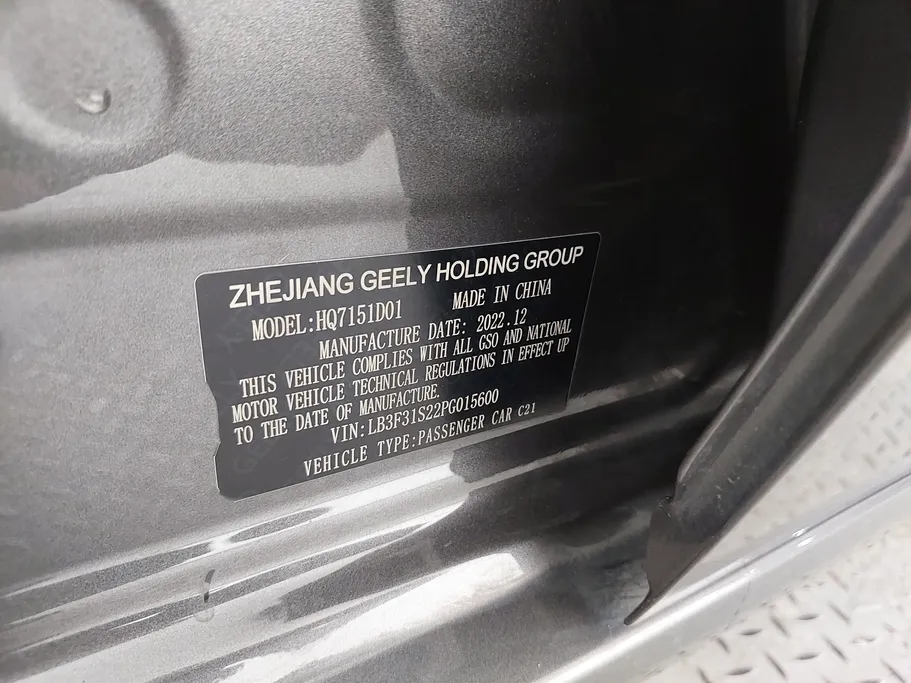 ZHEJIANG GEELY HOLDING GROUP
MODEL:HQ7151D01 MADE IN CHINA
MANUFACTURE DATE: 2022.12
THIS VEHICLE COMPLIES WITH ALL GSO AND NATIONAL
MOTOR VEHICLE TECHNICAL REGULATIONS IN EFFECT UP
TO THE DATE OF MANUFACTURE.
VIN:LB3F31S22PG015600
VEHICLE TYPE:PASSENGER CAR C21